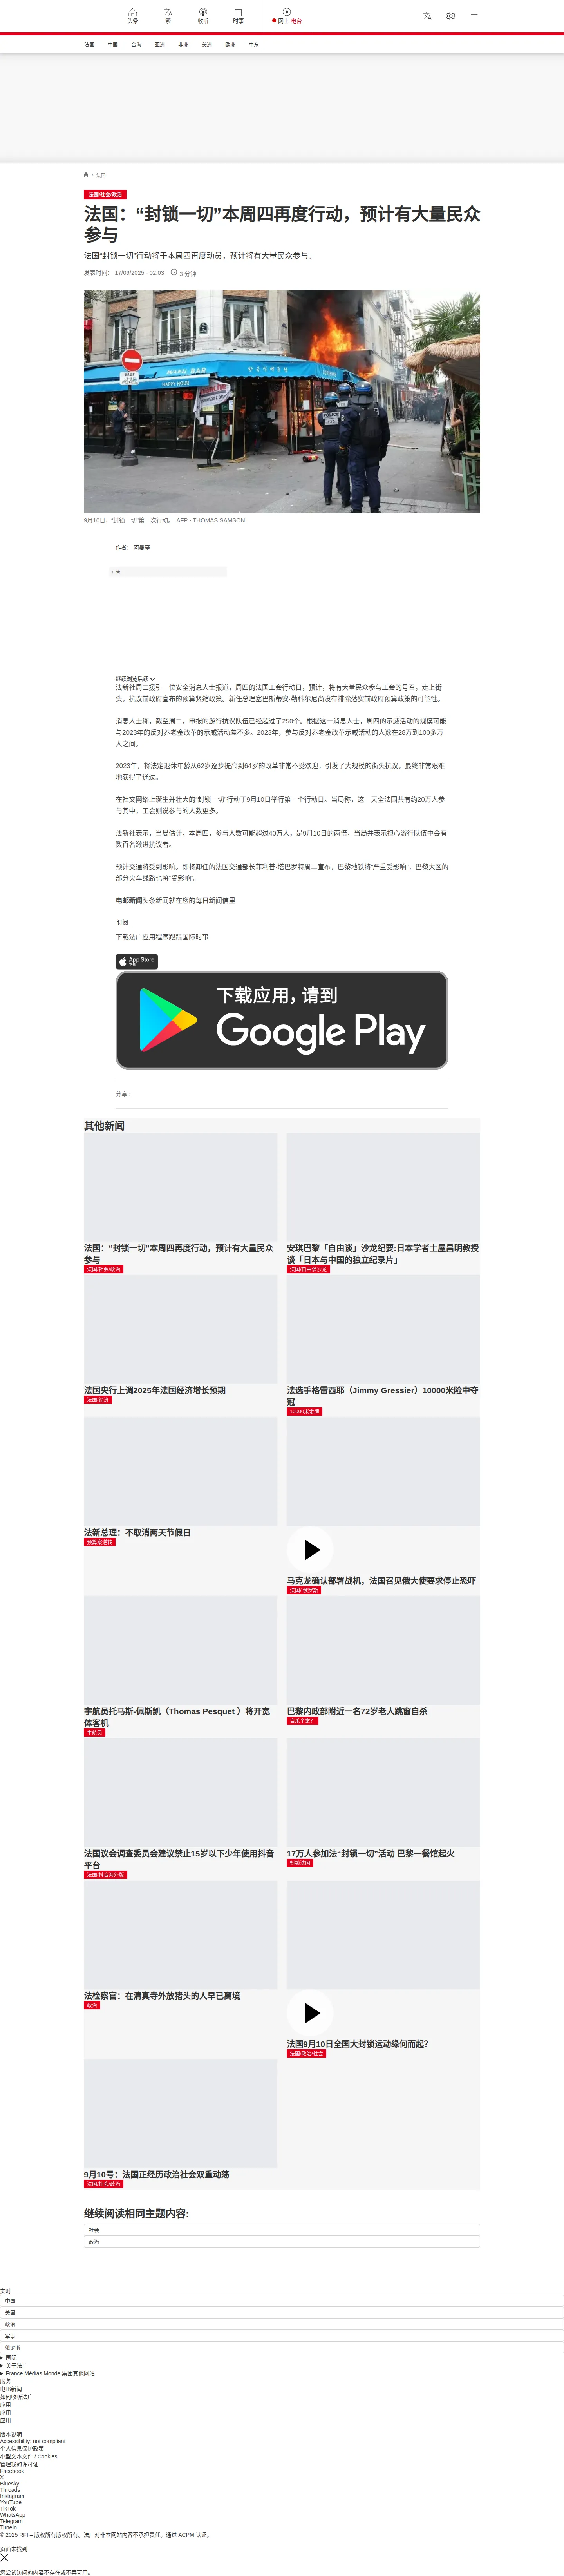 头条
繁
收听
时事
网上 电台
法国
中国
台海
亚洲
非洲
美洲
欧洲
中东
/ 法国
法国/社会/政治
法国：“封锁一切”本周四再度行动，预计有大量民众
参与
法国“封锁一切”行动将于本周四再度动员，预计将有大量民众参与。
发表时间： 17/09/2025 - 02:03
3 分钟
HAPPY HOUR
9月10日，“封锁一切”第一次行动。 AFP - THOMAS SAMSON
作者： 阿曼亭
广告
继续浏览后续
法新社周二援引一位安全消息人士报道，周四的法国工会行动日，预计，将有大量民众参与工会的号召，走上街
头，抗议前政府宣布的预算紧缩政策。新任总理塞巴斯蒂安·勒科尔尼尚没有排除落实前政府预算政策的可能性。
消息人士称，截至周二，申报的游行抗议队伍已经超过了250个。根据这一消息人士，周四的示威活动的规模可能
与2023年的反对养老金改革的示威活动差不多。2023年，参与反对养老金改革示威活动的人数在28万到100多万
人之间。
2023年，将法定退休年龄从62岁逐步提高到64岁的改革非常不受欢迎，引发了大规模的街头抗议，最终非常艰难
地获得了通过。
在社交网络上诞生并壮大的“封锁一切”行动于9月10日举行第一个行动日。当局称，这一天全法国共有约20万人参
与其中，工会则说参与的人数更多。
法新社表示，当局估计，本周四，参与人数可能超过40万人，是9月10日的两倍，当局并表示担心游行队伍中会有
数百名激进抗议者。
预计交通将受到影响。即将卸任的法国交通部长菲利普·塔巴罗特周二宣布，巴黎地铁将“严重受影响”，巴黎大区的
部分火车线路也将“受影响”。
电邮新闻头条新闻就在您的每日新闻信里
订阅
下载法广应用程序跟踪国际时事
App Store
下载
下载应用，请到
Google Play
分享 :
其他新闻
法国：“封锁一切”本周四再度行动，预计有大量民众
参与
法国/社会/政治
安琪巴黎「自由谈」沙龙纪要:日本学者土屋昌明教授
谈「日本与中国的独立纪录片」
法国/自由谈沙龙
法国央行上调2025年法国经济增长预期
法国/经济
法选手格雷西耶（Jimmy Gressier）10000米险中夺
冠
10000米金牌
法新总理：不取消两天节假日
预算案逆转
马克龙确认部署战机，法国召见俄大使要求停止恐吓
法国/ 俄罗斯
宇航员托马斯-佩斯凯（Thomas Pesquet ）将开宽
体客机
宇航员
巴黎内政部附近一名72岁老人跳窗自杀
自杀个案?
法国议会调查委员会建议禁止15岁以下少年使用抖音
平台
法国/抖音海外版
17万人参加法“封锁一切”活动 巴黎一餐馆起火
封锁法国
法检察官：在清真寺外放猪头的人早已离境
政治
法国9月10日全国大封锁运动缘何而起?
法国/政治/社会
9月10号：法国正经历政治社会双重动荡
法国/社会/政治
继续阅读相同主题内容:
社会
政治
实时
中国
美国
政治
军事
俄罗斯
国际
关于法广
France Médias Monde 集团其他网站
服务
电邮新闻
如何收听法广
应用
应用
应用
版本说明
Accessibility: not compliant
个人信息保护政策
小型文本文件 / Cookies
管理我的许可证
Facebook
X
Bluesky
Threads
Instagram
YouTube
TikTok
WhatsApp
Telegram
TuneIn
© 2025 RFI – 版权所有版权所有。法广对非本网站内容不承担责任。通过 ACPM 认证。
页面未找到
您尝试访问的内容不存在或不再可用。